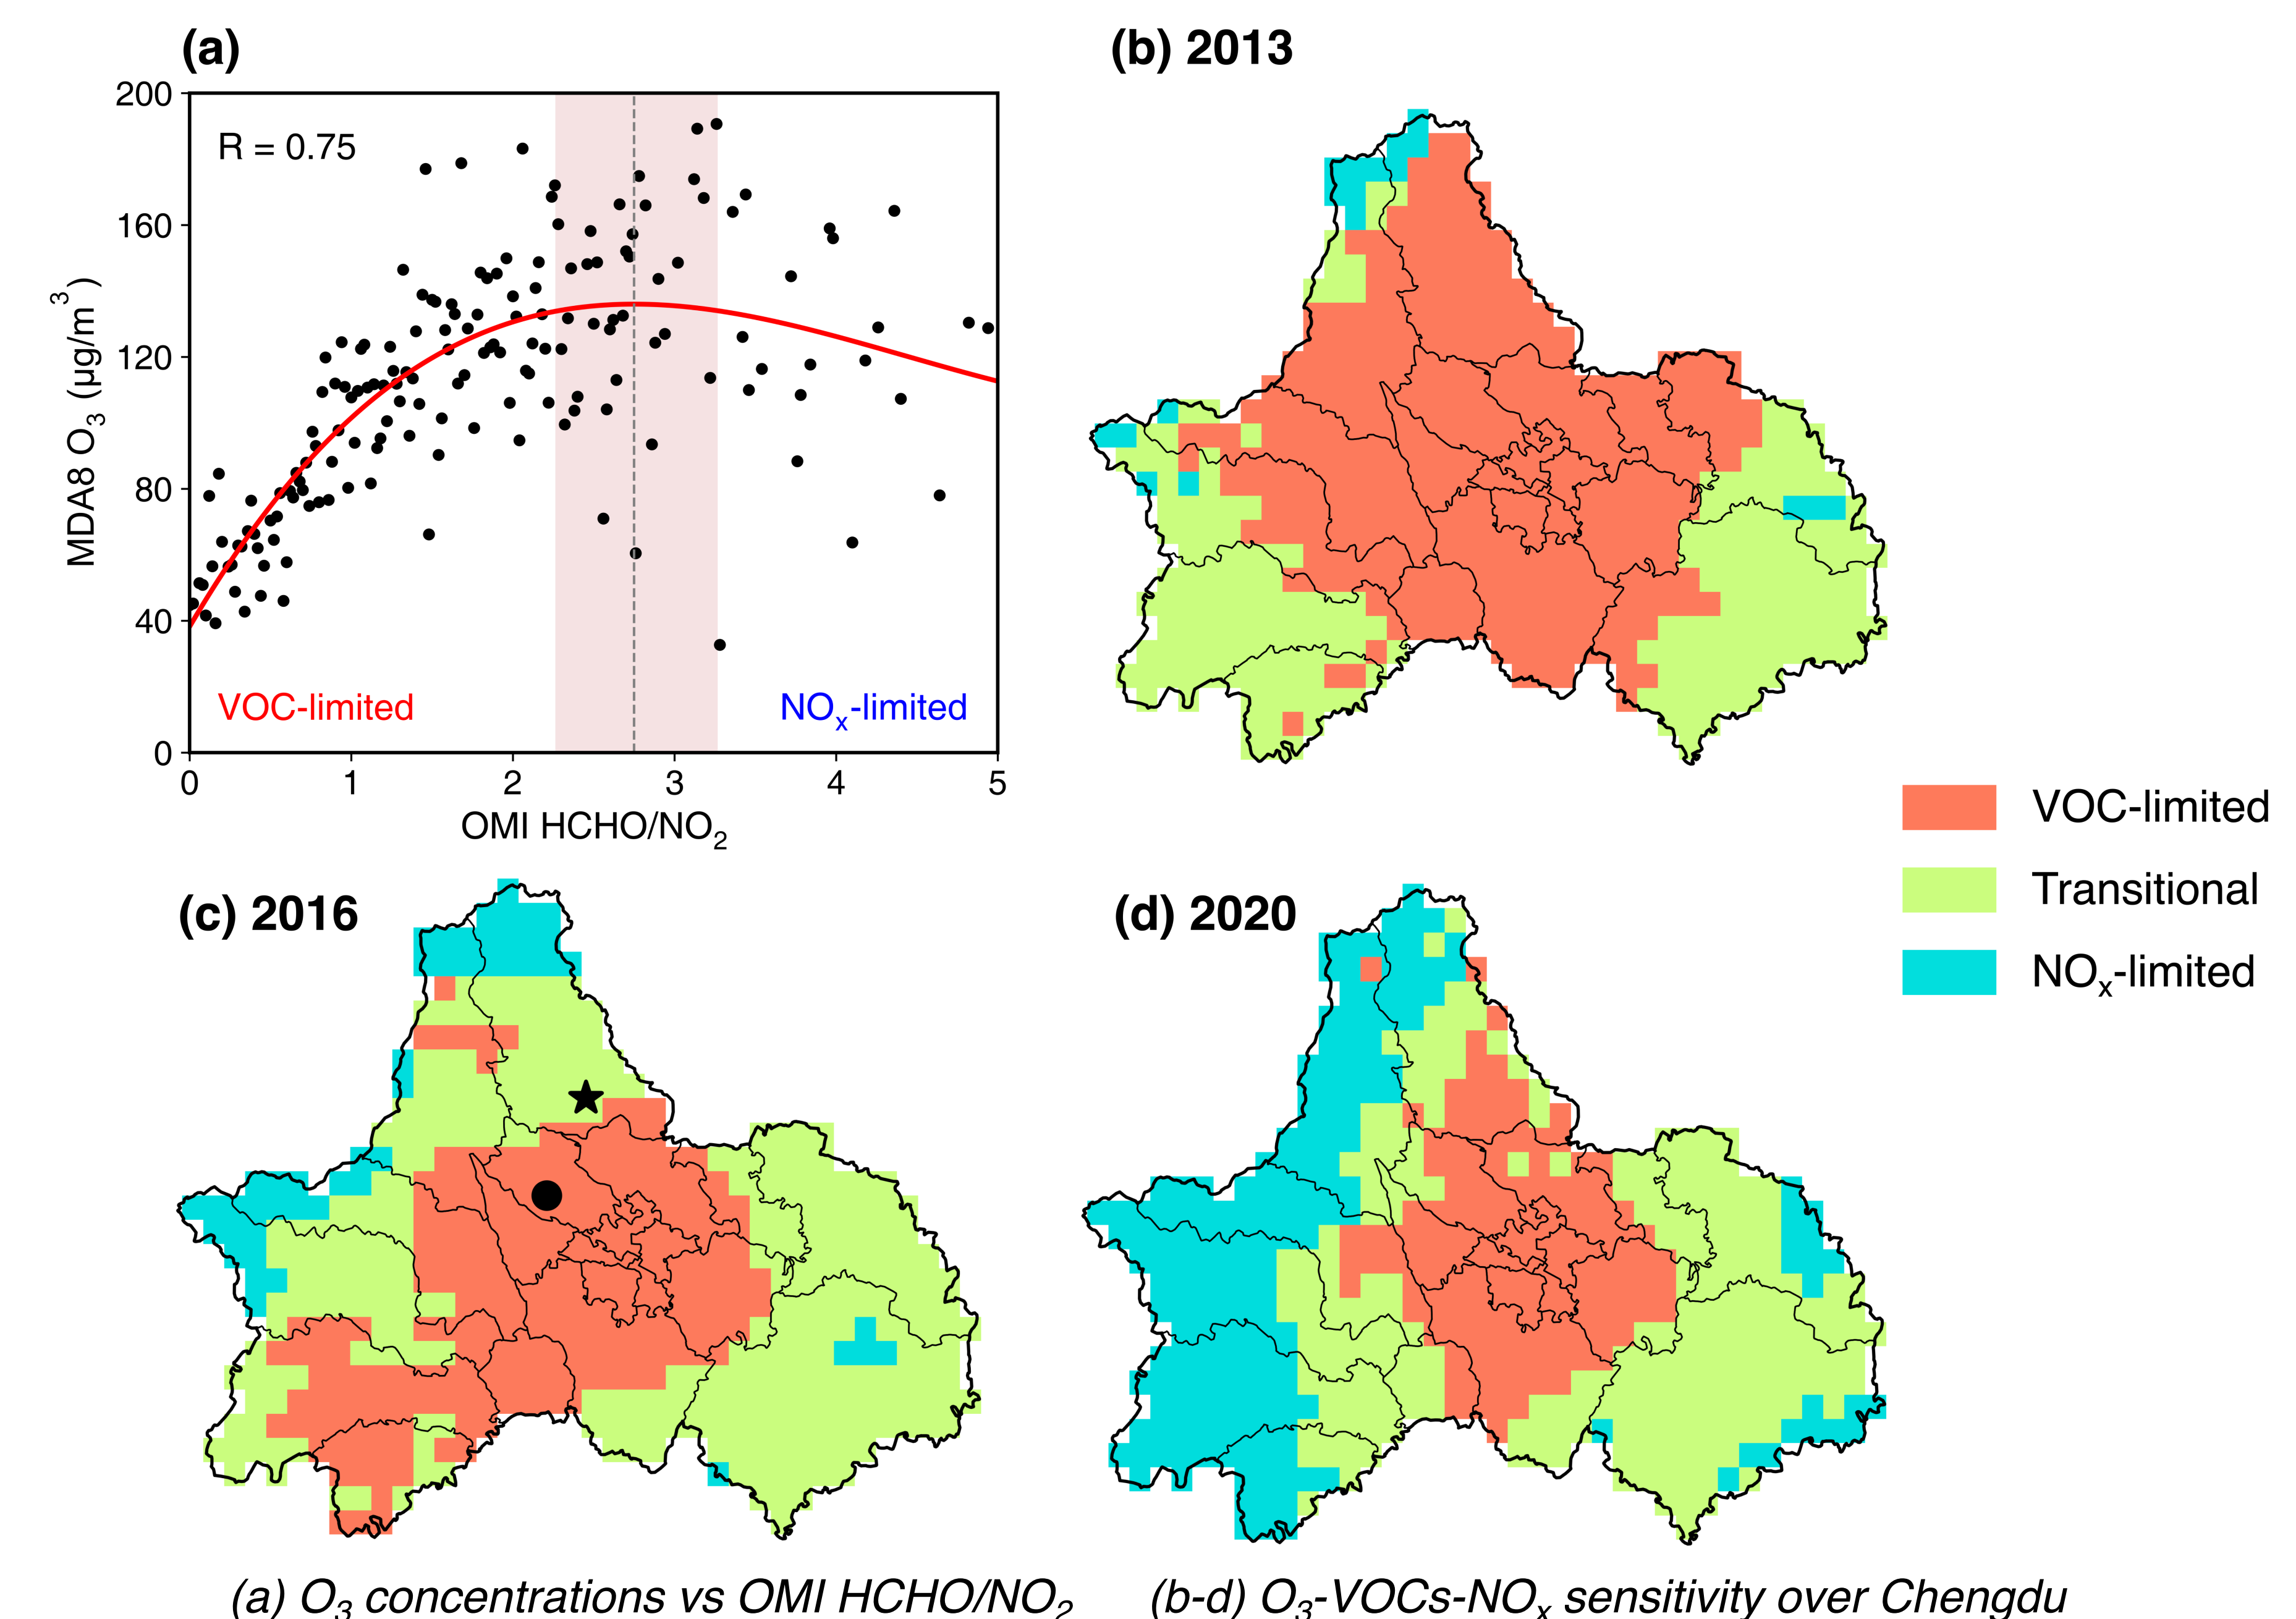 (a)
(b) 2013
200
160
120
80
40
0
MDA8 O₃ (µg/m³)
R = 0.75
VOC-limited
NOₓ-limited
0 1 2 3 4 5
OMI HCHO/NO₂
VOC-limited
Transitional
NOₓ-limited
(c) 2016
(d) 2020
(a) O₃ concentrations vs OMI HCHO/NO₂
(b-d) O₃-VOCs-NOₓ sensitivity over Chengdu